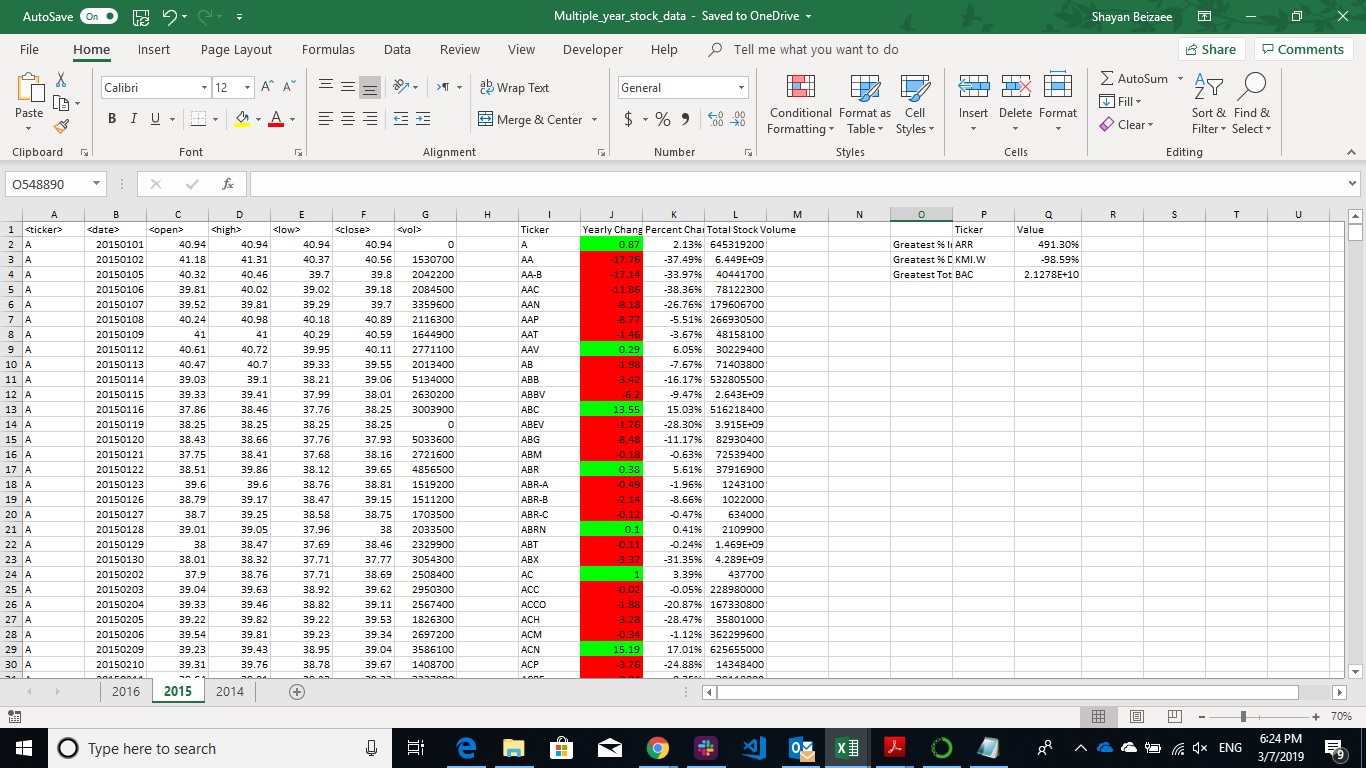 AutoSave On Multiple_year_stock_data - Saved to OneDrive Shayan Beizaee
File Home Insert Page Layout Formulas Data Review View Developer Help Tell me what you want to do Share Comments
Calibri 12 Wrap Text General AutoSum
Paste Conditional Formatting Format as Table Cell Styles Insert Delete Format Fill Sort & Filter Find & Select
B I U Merge & Center $ % Clear
Clipboard Font Alignment Number Styles Cells Editing
O548890 fx
A B C D E F G H I J K L M N O P Q R S T U
1 <ticker> <date> <open> <high> <low> <close> <vol> Ticker Yearly Chang Percent Chan Total Stock Volume Ticker Value
2 A 20150101 40.94 40.94 40.94 40.94 0 A 0.87 2.13% 645319200 Greatest % I ARR 491.30%
3 A 20150102 41.18 41.31 40.37 40.56 1530700 AA -17.76 -37.49% 6.449E+09 Greatest % D KMI.W -98.59%
4 A 20150105 40.32 40.46 39.7 39.8 2042200 AA-B -17.14 -33.97% 40441700 Greatest Tot BAC 2.1278E+10
5 A 20150106 39.81 40.02 39.02 39.18 2084500 AAC -11.86 -38.36% 78122300
6 A 20150107 39.52 39.81 39.29 39.7 3359600 AAN -8.18 -26.76% 179606700
7 A 20150108 40.24 40.98 40.18 40.89 2116300 AAP -8.77 -5.51% 266930500
8 A 20150109 41 41 40.29 40.59 1644900 AAT -1.46 -3.67% 48158100
9 A 20150112 40.61 40.72 39.95 40.11 2771100 AAV 0.29 6.05% 30229400
10 A 20150113 40.47 40.7 39.33 39.55 2013400 AB -1.98 -7.67% 71403800
11 A 20150114 39.03 39.1 38.21 39.06 5134000 ABB -3.42 -16.17% 532805500
12 A 20150115 39.33 39.41 37.99 38.01 2630200 ABBV -6.2 -9.47% 2.643E+09
13 A 20150116 37.86 38.46 37.76 38.25 3003900 ABC 13.55 15.03% 516218400
14 A 20150119 38.25 38.25 38.25 38.25 0 ABEV -1.76 -28.30% 3.915E+09
15 A 20150120 38.43 38.66 37.76 37.93 5033600 ABG -8.48 -11.17% 82930400
16 A 20150121 37.75 38.41 37.68 38.16 2721600 ABM -0.18 -0.63% 72539400
17 A 20150122 38.51 39.86 38.12 39.65 4856500 ABR 0.38 5.61% 37916900
18 A 20150123 39.6 39.6 38.76 38.81 1519200 ABR-A -0.49 -1.96% 1243100
19 A 20150126 38.79 39.17 38.47 39.15 1511200 ABR-B -2.14 -8.66% 1022000
20 A 20150127 38.7 39.25 38.58 38.75 1703500 ABR-C -0.12 -0.47% 634000
21 A 20150128 39.01 39.05 37.96 38 2033500 ABRN 0.1 0.41% 2109900
22 A 20150129 38 38.47 37.69 38.46 2329900 ABT -0.11 -0.24% 1.469E+09
23 A 20150130 38.01 38.32 37.71 37.77 3054300 ABX -3.37 -31.35% 4.289E+09
24 A 20150202 37.9 38.76 37.71 38.69 2508400 AC 1 3.39% 437700
25 A 20150203 39.04 39.63 38.92 39.62 2950300 ACC -0.02 -0.05% 228980000
26 A 20150204 39.33 39.46 38.82 39.11 2567400 ACCO -1.88 -20.87% 167330800
27 A 20150205 39.22 39.82 39.22 39.53 1826300 ACH -3.28 -28.47% 35801000
28 A 20150206 39.54 39.81 39.23 39.34 2697200 ACM -0.34 -1.12% 362299600
29 A 20150209 39.23 39.43 38.95 39.04 3586100 ACN 15.19 17.01% 625655000
30 A 20150210 39.31 39.76 38.78 39.67 1408700 ACP -3.76 -24.88% 14348400
2016 2015 2014
70%
Type here to search ENG 6:24 PM
3/7/2019 9